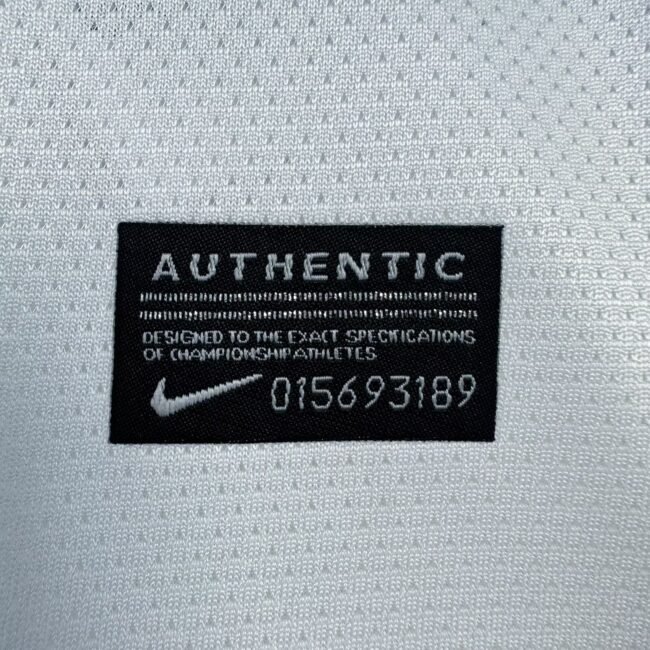 AUTHENTIC
DESIGNED TO THE EXACT SPECIFICATIONS
OF CHAMPIONSHIP ATHLETES
015693189